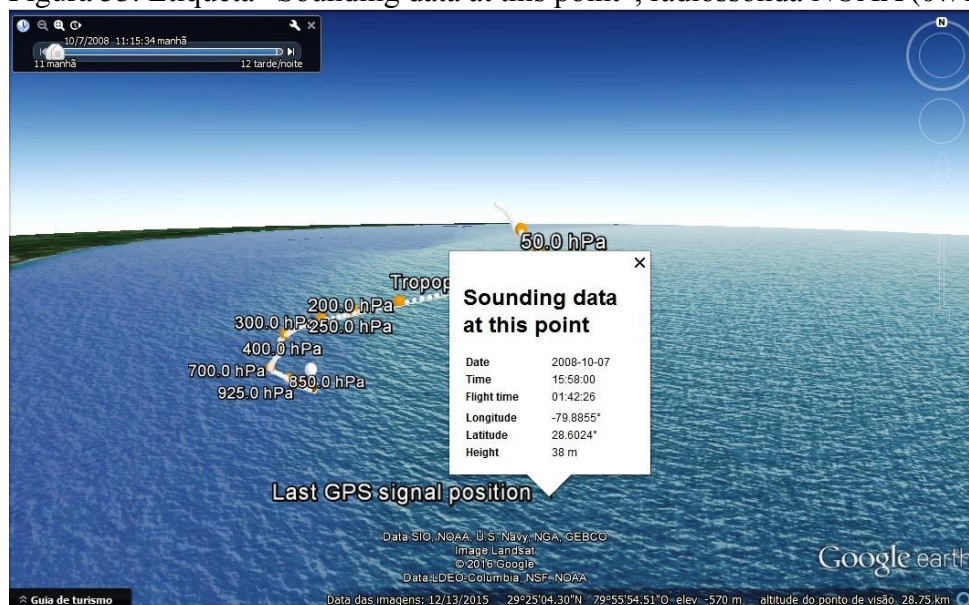 Figura 33: Etiqueta "Sounding data at this point", radiossonda NOAA
10/7/2008 11:15:34 manhã
11 manhã
12 tarde/noite
N
50.0 hPa
Tropop
200.0 hPa
300.0 hPa
250.0 hPa
400.0 hPa
700.0 hPa
850.0 hPa
925.0 hPa
Sounding data
at this point
Date 2008-10-07
Time 15:58:00
Flight time 01:42:26
Longitude -79.8855°
Latitude 28.6024°
Height 38 m
Last GPS signal position
Data SIO, NOAA, U.S. Navy, NGA, GEBCO
Image Landsat
© 2016 Google
Data LDEO-Columbia, NSF, NOAA
Google earth
Guia de turismo
Data das imagens: 12/13/2015 29°25'04.30"N 79°55'54.51"O elev -570 m altitude do ponto de visão 28.75 km